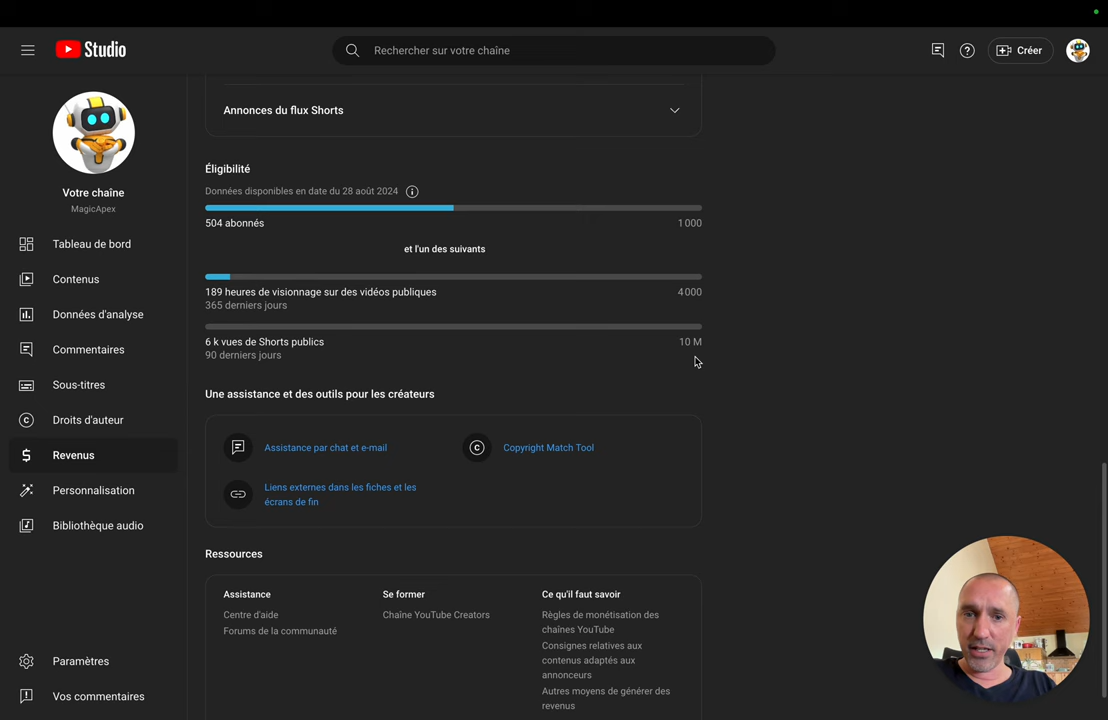 Studio
Rechercher sur votre chaîne
Créer
Votre chaîne
MagicApex
Tableau de bord
Contenus
Données d'analyse
Commentaires
Sous-titres
Droits d'auteur
Revenus
Personnalisation
Bibliothèque audio
Paramètres
Vos commentaires
Annonces du flux Shorts
Éligibilité
Données disponibles en date du 28 août 2024
504 abonnés 1 000
et l'un des suivants
189 heures de visionnage sur des vidéos publiques 4 000
365 derniers jours
6 k vues de Shorts publics 10 M
90 derniers jours
Une assistance et des outils pour les créateurs
Assistance par chat et e-mail
Copyright Match Tool
Liens externes dans les fiches et les
écrans de fin
Ressources
Assistance
Centre d'aide
Forums de la communauté
Se former
Chaîne YouTube Creators
Ce qu'il faut savoir
Règles de monétisation des
chaînes YouTube
Consignes relatives aux
contenus adaptés aux
annonceurs
Autres moyens de générer des
revenus